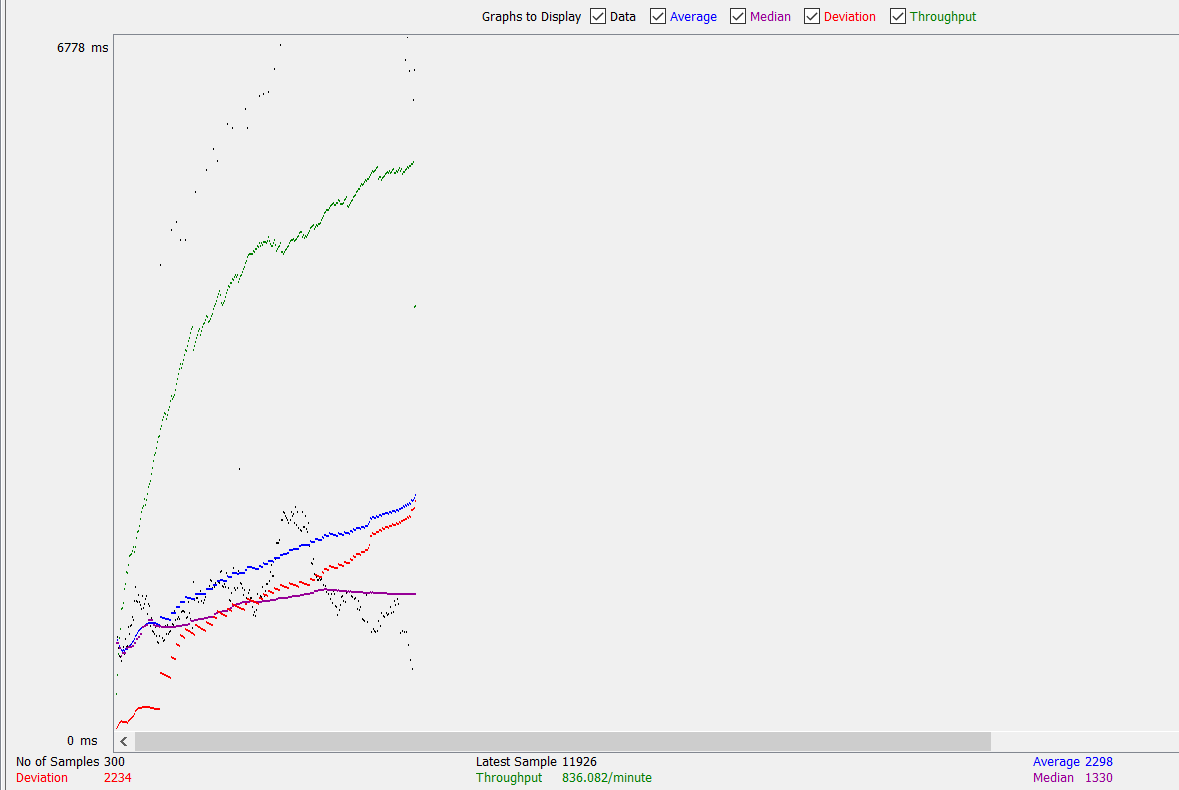 Graphs to Display Data Average Median Deviation Throughput
6778 ms
0 ms
No of Samples 300 Latest Sample 11926 Average 2298
Deviation 2234 Throughput 836.082/minute Median 1330